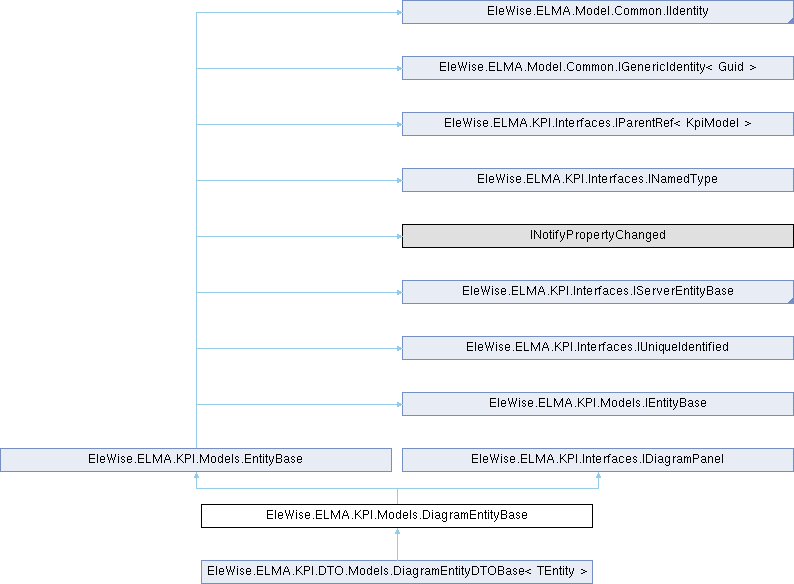 EleWise.ELMA.Model.Common.IIdentity
EleWise.ELMA.Model.Common.IGenericIdentity< Guid >
EleWise.ELMA.KPI.Interfaces.IParentRef< KpiModel >
EleWise.ELMA.KPI.Interfaces.INamedType
INotifyPropertyChanged
EleWise.ELMA.KPI.Interfaces.IServerEntityBase
EleWise.ELMA.KPI.Interfaces.IUniqueIdentified
EleWise.ELMA.KPI.Models.IEntityBase
EleWise.ELMA.KPI.Models.EntityBase
EleWise.ELMA.KPI.Interfaces.IDiagramPanel
EleWise.ELMA.KPI.Models.DiagramEntityBase
EleWise.ELMA.KPI.DTO.Models.DiagramEntityDTOBase< TEntity >